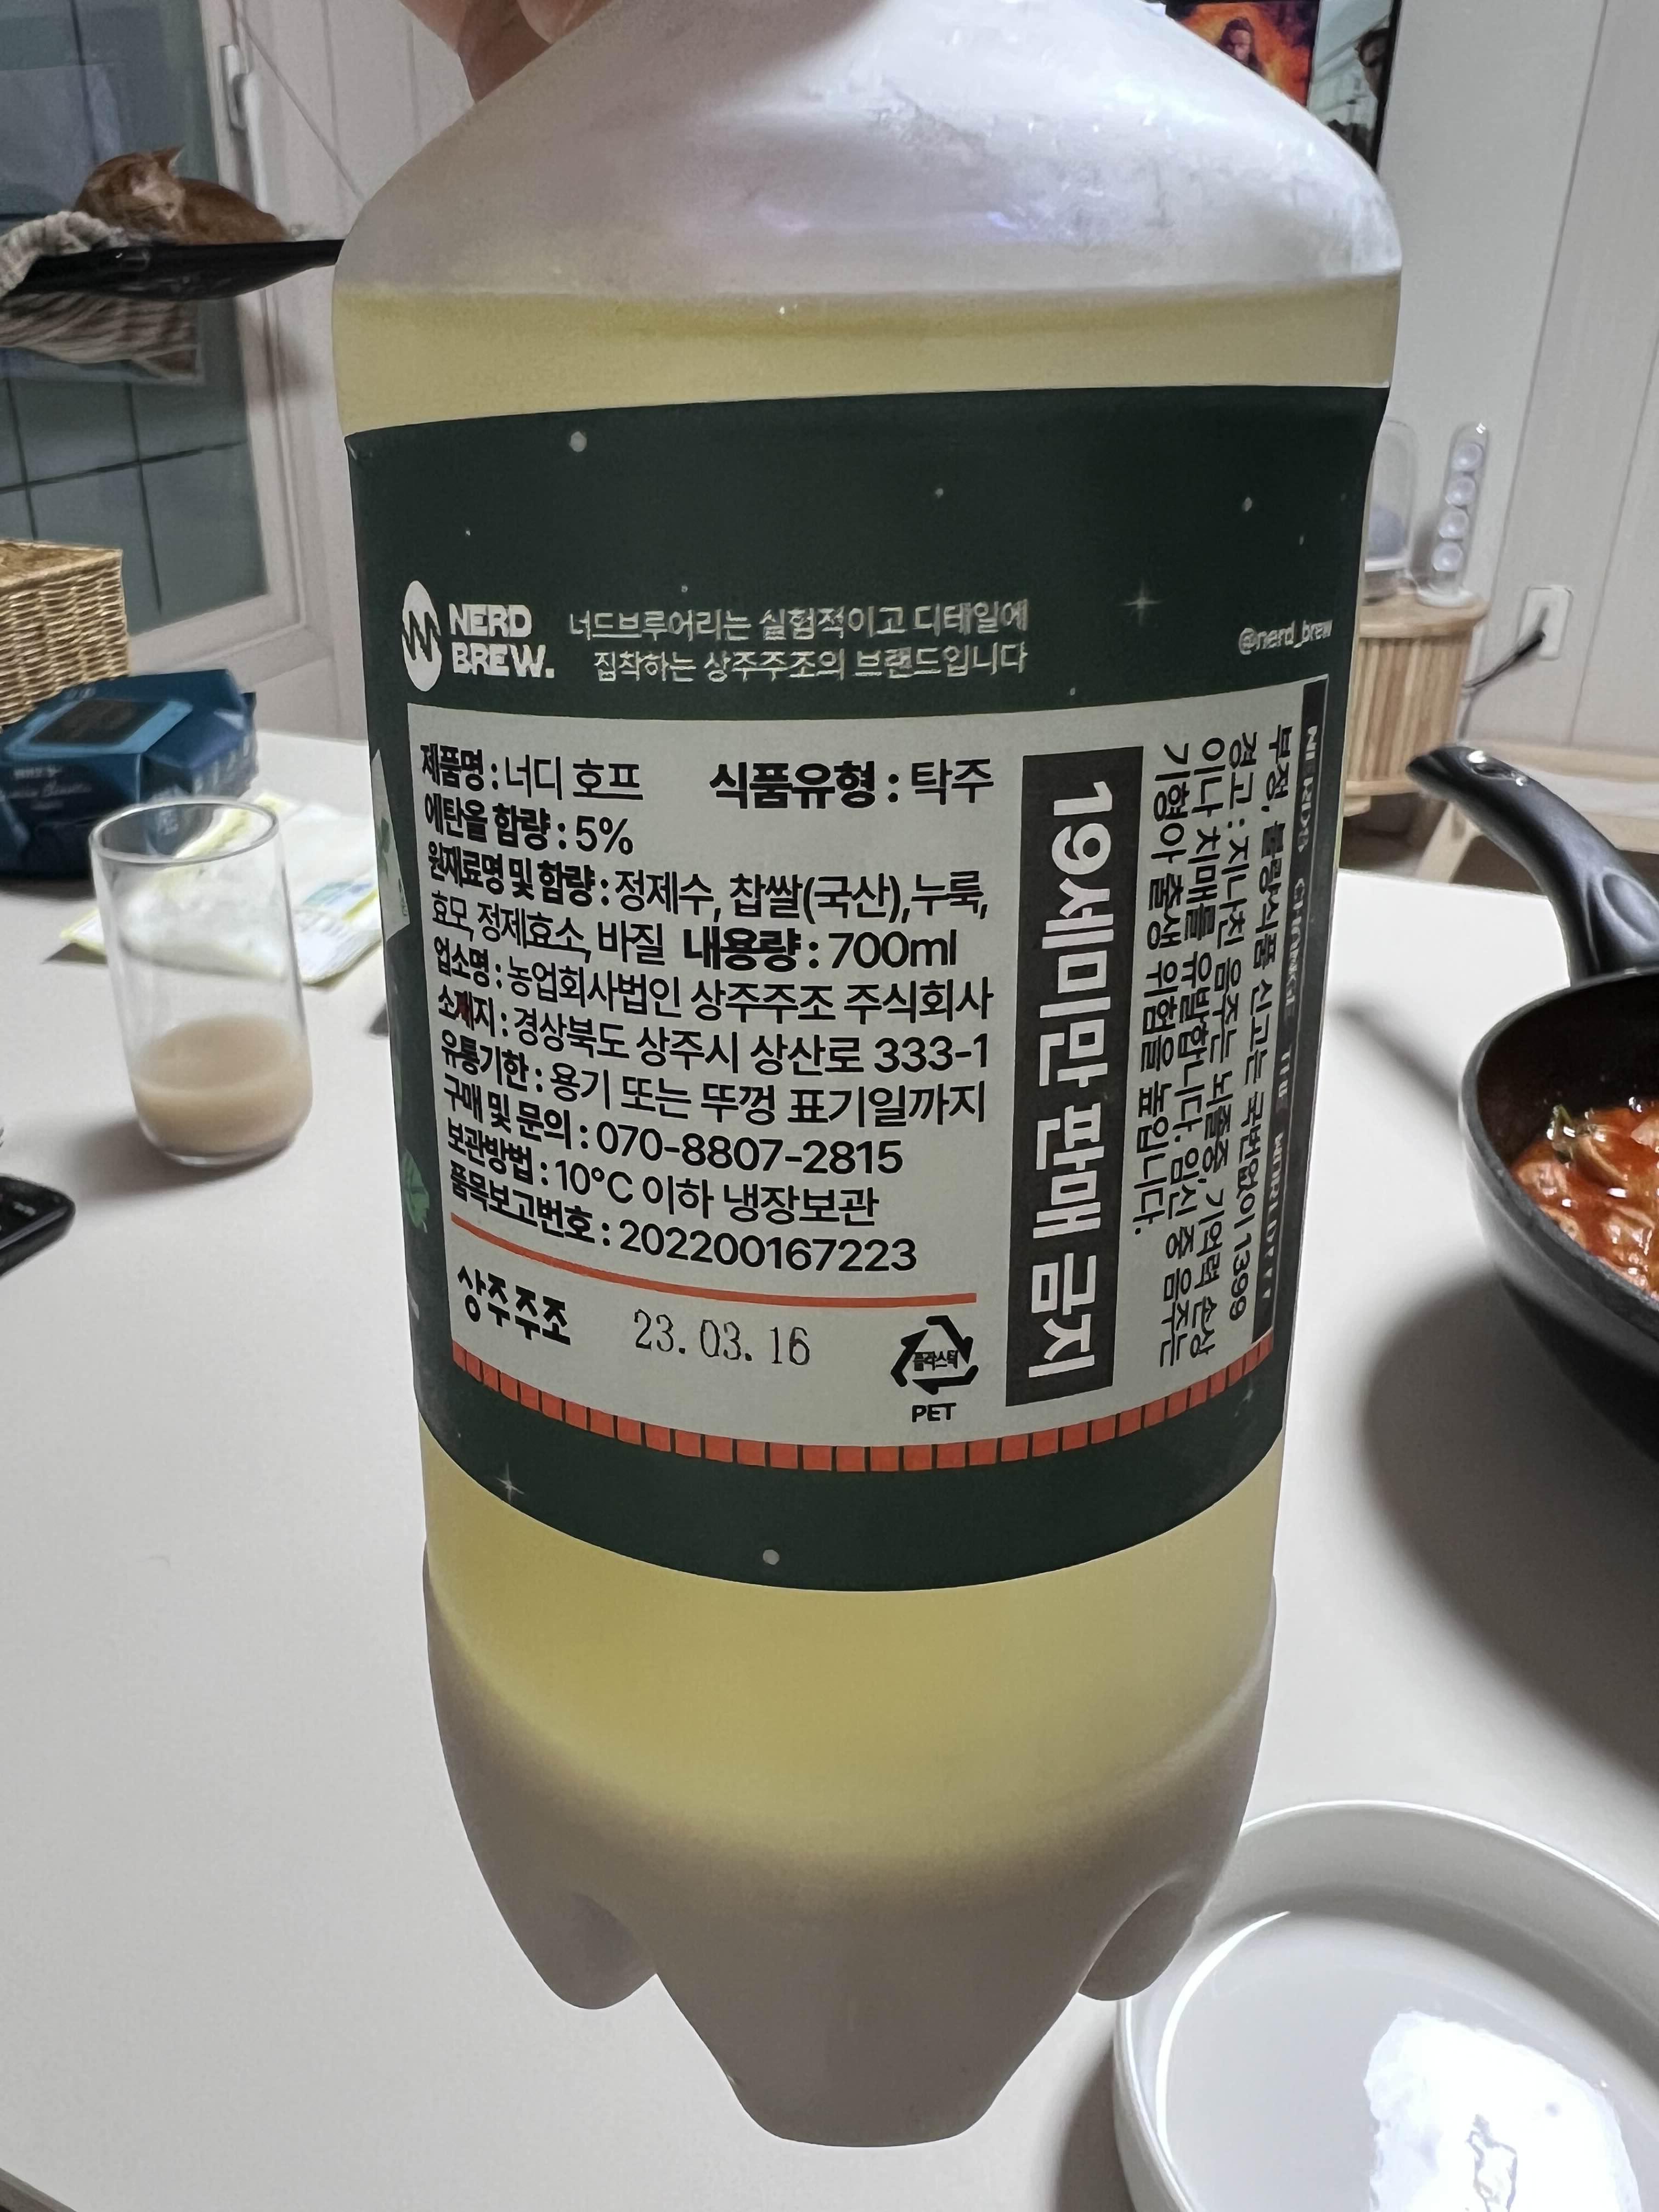 NERD
BREW.
너드브루어리는 실험적이고 디테일에
집착하는 상주주조의 브랜드입니다
@nerd_brew
제품명 : 너디 호프 식품유형 : 탁주
에탄올 함량 : 5%
원재료명 및 함량 : 정제수, 찹쌀(국산),누룩,
효모, 정제효소, 바질 내용량 : 700ml
업소명 : 농업회사법인 상주주조 주식회사
소재지 : 경상북도 상주시 상산로 333-1
유통기한 : 용기 또는 뚜껑 표기일까지
구매 및 문의 : 070-8807-2815
보관방법 : 10°C 이하 냉장보관
품목보고번호 : 202200167223
상주주조
23.03.16
플라스틱
PET
19세미만 판매 금지
부정, 불량식품 신고는 국번없이 1399
경고 : 지나친 음주는 뇌졸중, 기억력 손상
이나 치매를 유발합니다. 임신 중 음주는
기형아 출생 위험을 높입니다.
CHANGE THE